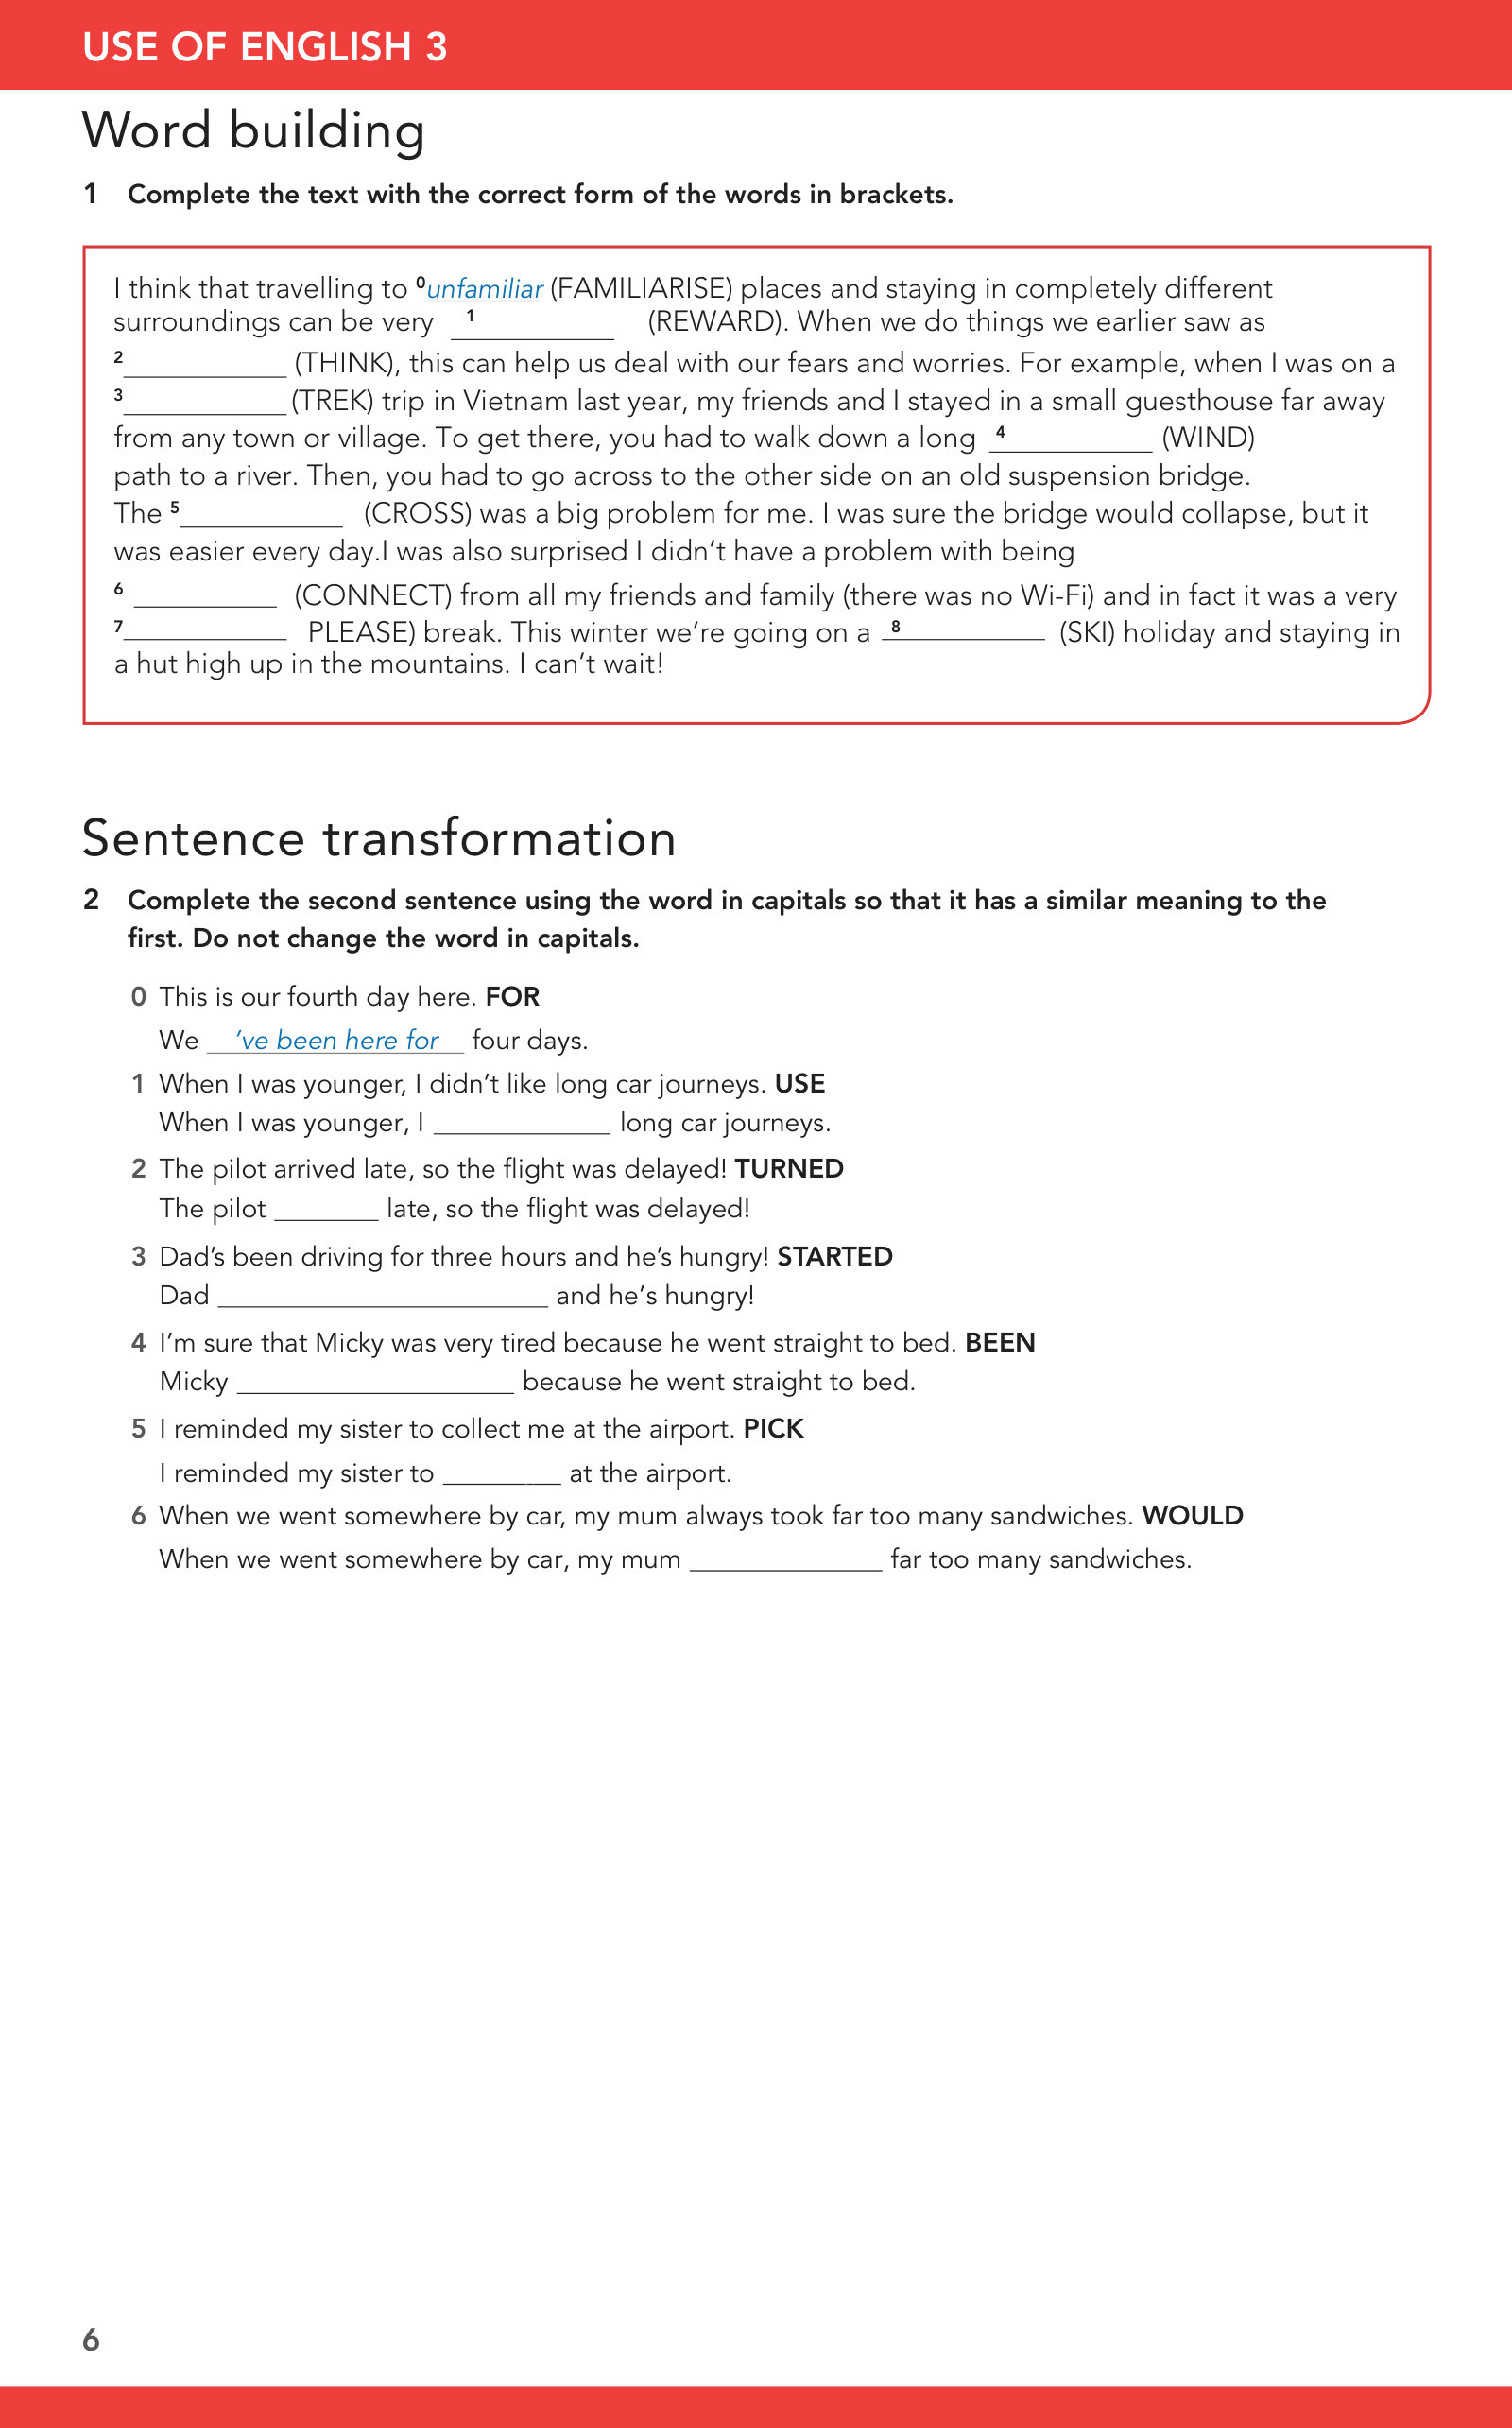 USE OF ENGLISH 3
Word building
1 Complete the text with the correct form of the words in brackets.
I think that travelling to 0unfamiliar (FAMILIARISE) places and staying in completely different
surroundings can be very 1____________ (REWARD). When we do things we earlier saw as
2____________ (THINK), this can help us deal with our fears and worries. For example, when I was on a
3____________ (TREK) trip in Vietnam last year, my friends and I stayed in a small guesthouse far away
from any town or village. To get there, you had to walk down a long 4____________ (WIND)
path to a river. Then, you had to go across to the other side on an old suspension bridge.
The 5____________ (CROSS) was a big problem for me. I was sure the bridge would collapse, but it
was easier every day.I was also surprised I didn’t have a problem with being
6 ____________ (CONNECT) from all my friends and family (there was no Wi-Fi) and in fact it was a very
7____________ PLEASE) break. This winter we’re going on a 8____________ (SKI) holiday and staying in
a hut high up in the mountains. I can’t wait!
Sentence transformation
2 Complete the second sentence using the word in capitals so that it has a similar meaning to the
first. Do not change the word in capitals.
0 This is our fourth day here. FOR
We __’ve been here for__ four days.
1 When I was younger, I didn’t like long car journeys. USE
When I was younger, I ____________ long car journeys.
2 The pilot arrived late, so the flight was delayed! TURNED
The pilot _______ late, so the flight was delayed!
3 Dad’s been driving for three hours and he’s hungry! STARTED
Dad ______________________ and he’s hungry!
4 I’m sure that Micky was very tired because he went straight to bed. BEEN
Micky ___________________ because he went straight to bed.
5 I reminded my sister to collect me at the airport. PICK
I reminded my sister to ________ at the airport.
6 When we went somewhere by car, my mum always took far too many sandwiches. WOULD
When we went somewhere by car, my mum _____________ far too many sandwiches.
6